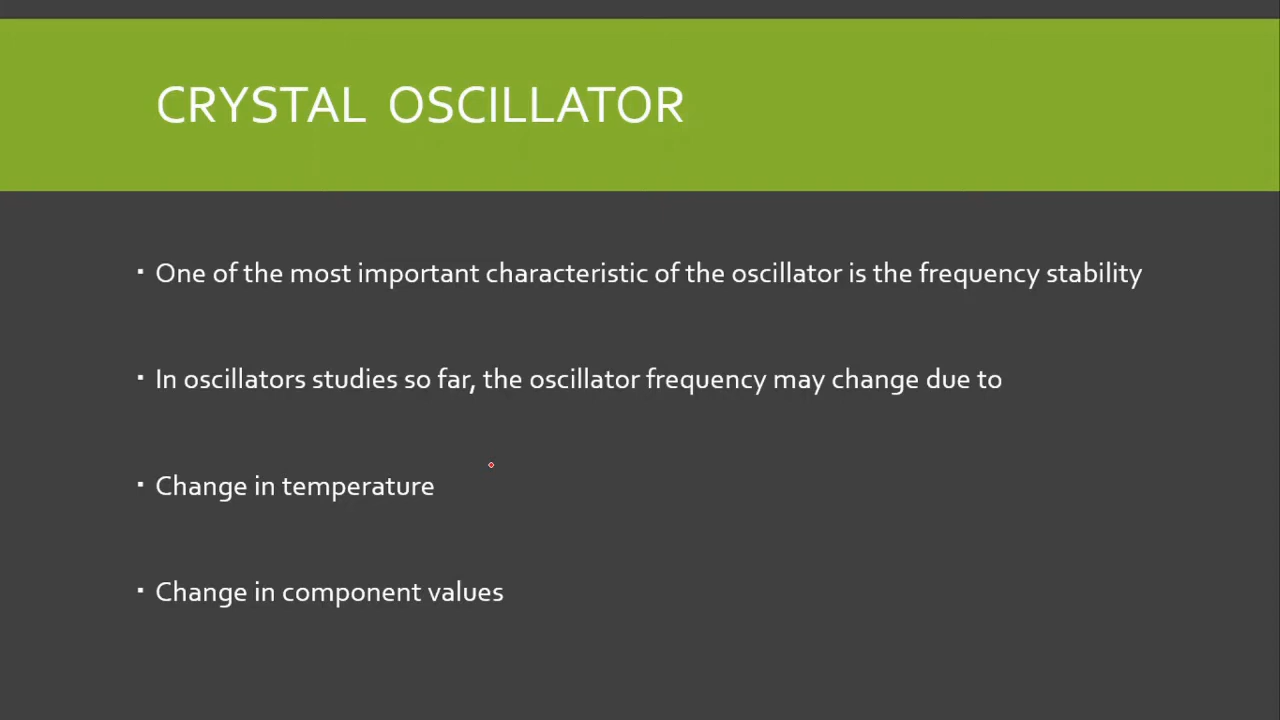 CRYSTAL OSCILLATOR
▪ One of the most important characteristic of the oscillator is the frequency stability
▪ In oscillators studies so far, the oscillator frequency may change due to
▪ Change in temperature
▪ Change in component values